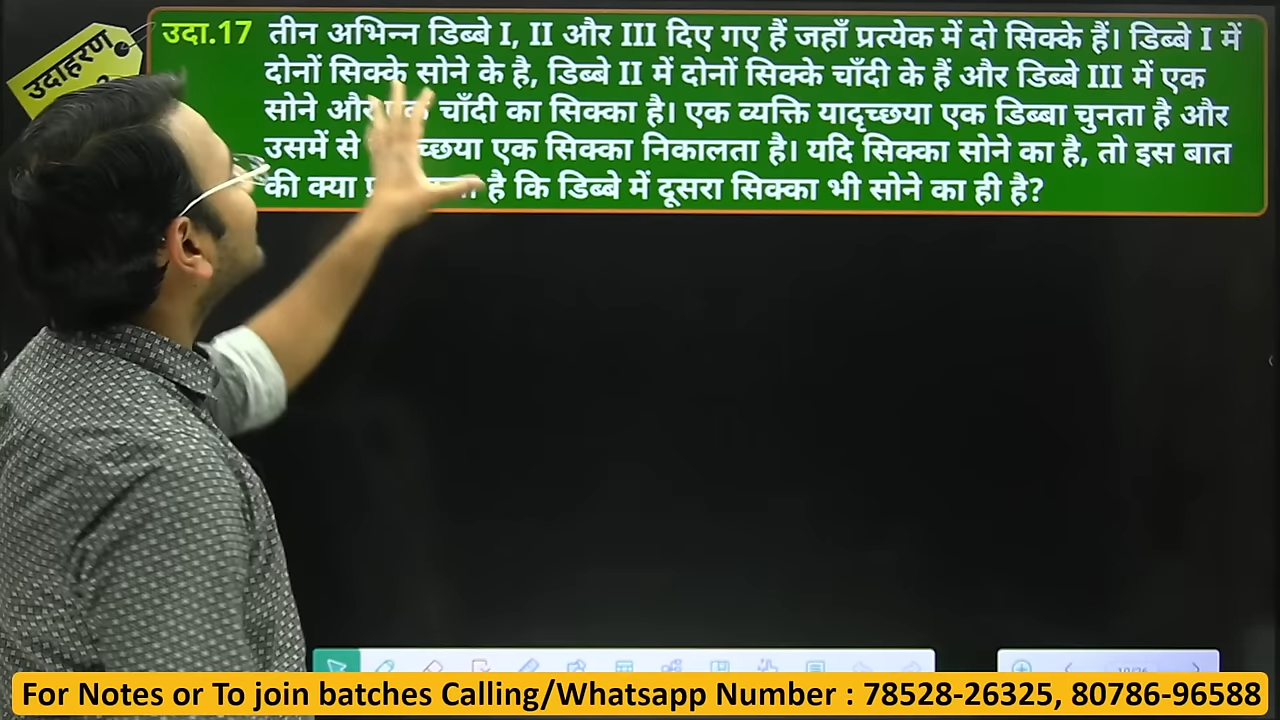 उदाहरण
उदा.17 तीन अभिन्न डिब्बे I, II और III दिए गए हैं जहाँ प्रत्येक में दो सिक्के हैं। डिब्बे I में
दोनों सिक्के सोने के है, डिब्बे II में दोनों सिक्के चाँदी के हैं और डिब्बे III में एक
सोने और एक चाँदी का सिक्का है। एक व्यक्ति यादृच्छया एक डिब्बा चुनता है और
उसमें से एक सिक्का निकालता है। यदि सिक्का सोने का है, तो इस बात
की क्या है कि डिब्बे में दूसरा सिक्का भी सोने का ही है?
For Notes or To join batches Calling/Whatsapp Number : 78528-26325, 80786-96588